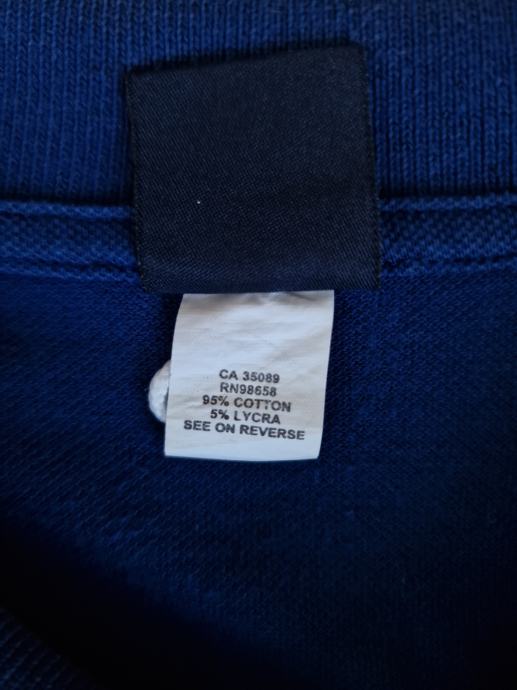 CA 35089
RN98658
95% COTTON
5% LYCRA
SEE ON REVERSE